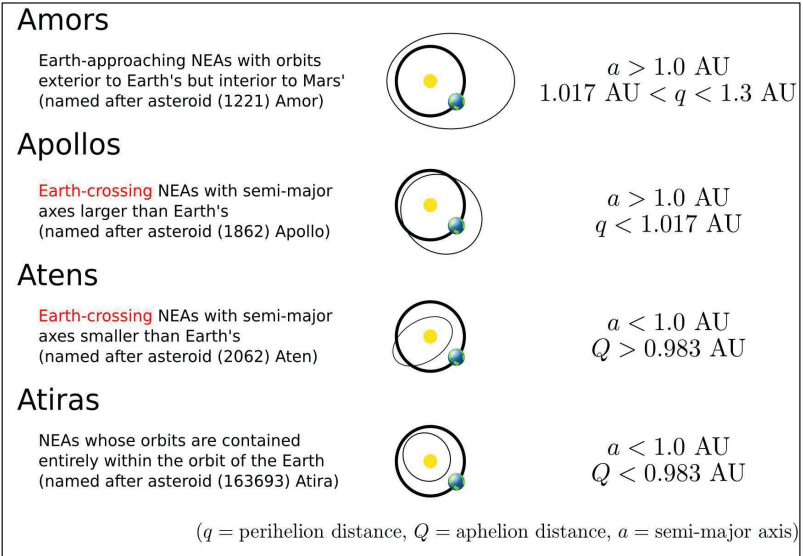 Amors
Earth-approaching NEAs with orbits
exterior to Earth's but interior to Mars'
(named after asteroid (1221) Amor)
a > 1.0 AU
1.017 AU < q < 1.3 AU
Apollos
Earth-crossing NEAs with semi-major
axes larger than Earth's
(named after asteroid (1862) Apollo)
a > 1.0 AU
q < 1.017 AU
Atens
Earth-crossing NEAs with semi-major
axes smaller than Earth's
(named after asteroid (2062) Aten)
a < 1.0 AU
Q > 0.983 AU
Atiras
NEAs whose orbits are contained
entirely within the orbit of the Earth
(named after asteroid (163693) Atira)
a < 1.0 AU
Q < 0.983 AU
(q = perihelion distance, Q = aphelion distance, a = semi-major axis)